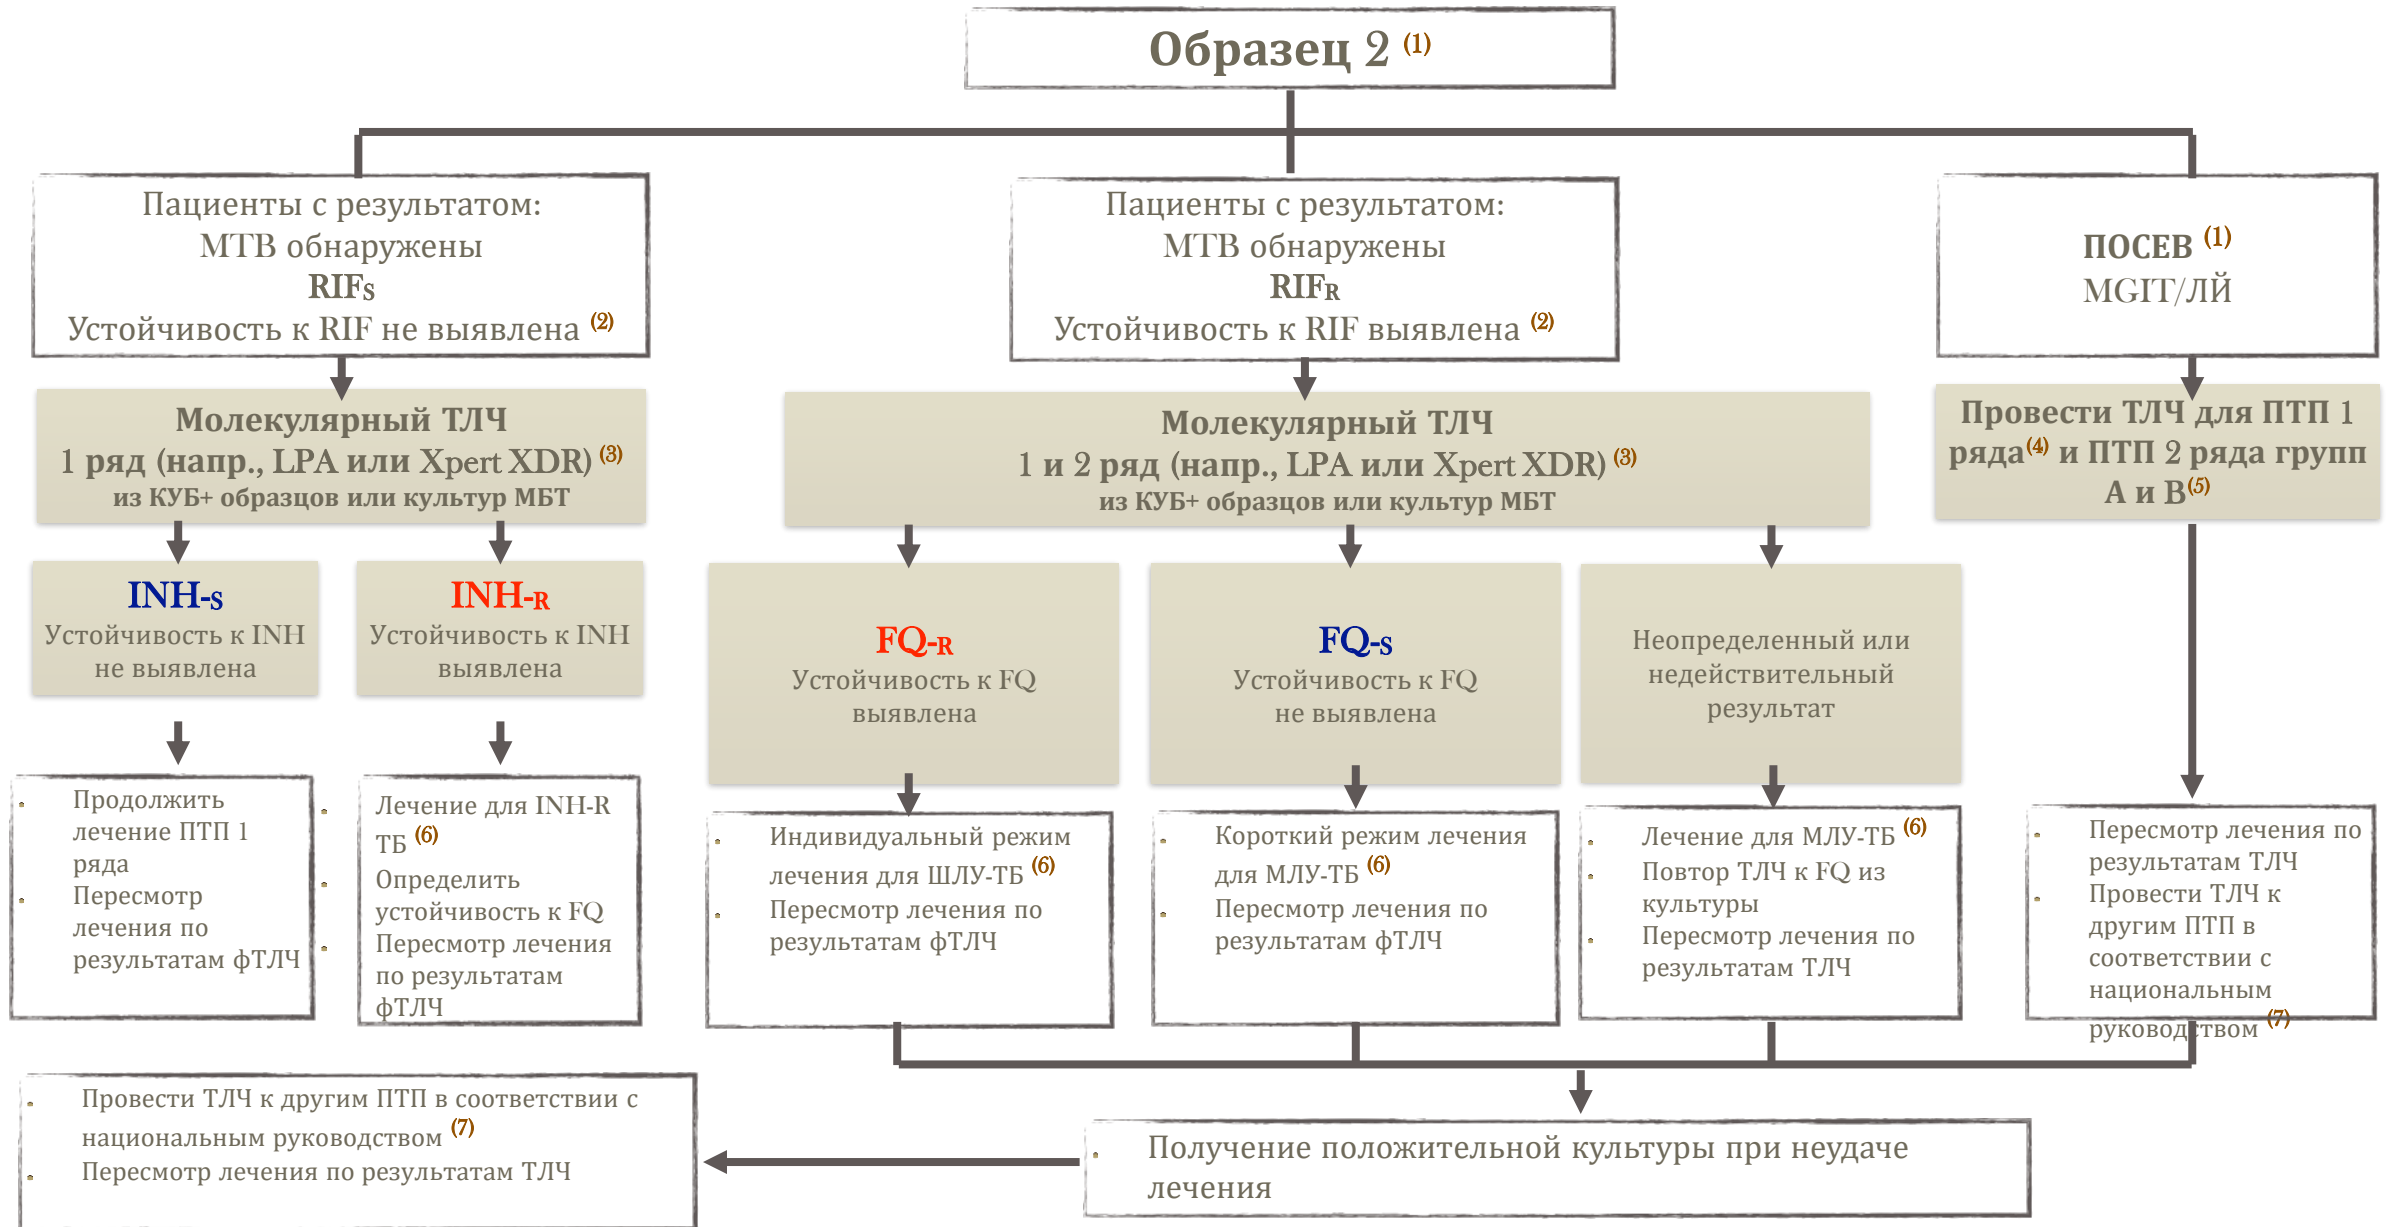 Образец 2 (1)
Пациенты с результатом:
МТВ обнаружены
RIFS
Устойчивость к RIF не выявлена (2)
Пациенты с результатом:
МТВ обнаружены
RIFR
Устойчивость к RIF выявлена (2)
ПОСЕВ (1)
MGIT/ЛЙ
Молекулярный ТЛЧ
1 ряд (напр., LPA или Xpert XDR) (3)
из КУБ+ образцов или культур МБТ
Молекулярный ТЛЧ
1 и 2 ряд (напр., LPA или Xpert XDR) (3)
из КУБ+ образцов или культур МБТ
Провести ТЛЧ для ПТП 1
ряда(4) и ПТП 2 ряда групп
А и В(5)
INH-S
Устойчивость к INH
не выявлена
INH-R
Устойчивость к INH
выявлена
FQ-R
Устойчивость к FQ
выявлена
FQ-S
Устойчивость к FQ
не выявлена
Неопределенный или
недействительный
результат
Продолжить
лечение ПТП 1
ряда
Пересмотр
лечения по
результатам фТЛЧ
Лечение для INH-R
ТБ (6)
Определить
устойчивость к FQ
Пересмотр лечения
по результатам
фТЛЧ
Индивидуальный режим
лечения для ШЛУ-ТБ (6)
Пересмотр лечения по
результатам фТЛЧ
Короткий режим лечения
для МЛУ-ТБ (6)
Пересмотр лечения по
результатам фТЛЧ
Лечение для МЛУ-ТБ (6)
Повтор ТЛЧ к FQ из
культуры
Пересмотр лечения по
результатам ТЛЧ
Пересмотр лечения по
результатам ТЛЧ
Провести ТЛЧ к
другим ПТП в
соответствии с
национальным
руководством (7)
Провести ТЛЧ к другим ПТП в соответствии с
национальным руководством (7)
Пересмотр лечения по результатам ТЛЧ
Получение положительной культуры при неудаче
лечения